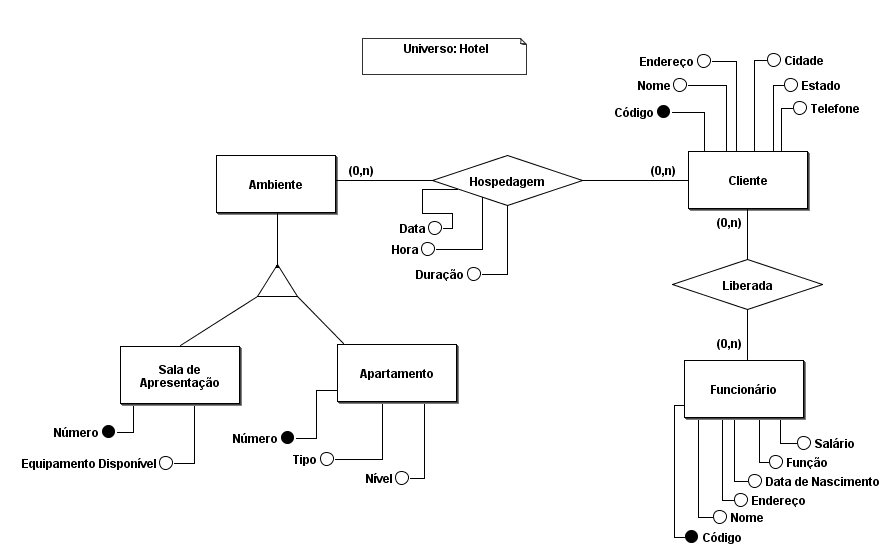 Universo: Hotel
Endereço
Cidade
Nome
Estado
Código
Telefone
Ambiente
(0,n)
Hospedagem
(0,n)
Cliente
(0,n)
Data
Hora
Duração
Liberada
(0,n)
Sala de
Apresentação
Apartamento
Funcionário
Número
Equipamento Disponível
Número
Tipo
Nível
Salário
Função
Data de Nascimento
Endereço
Nome
Código